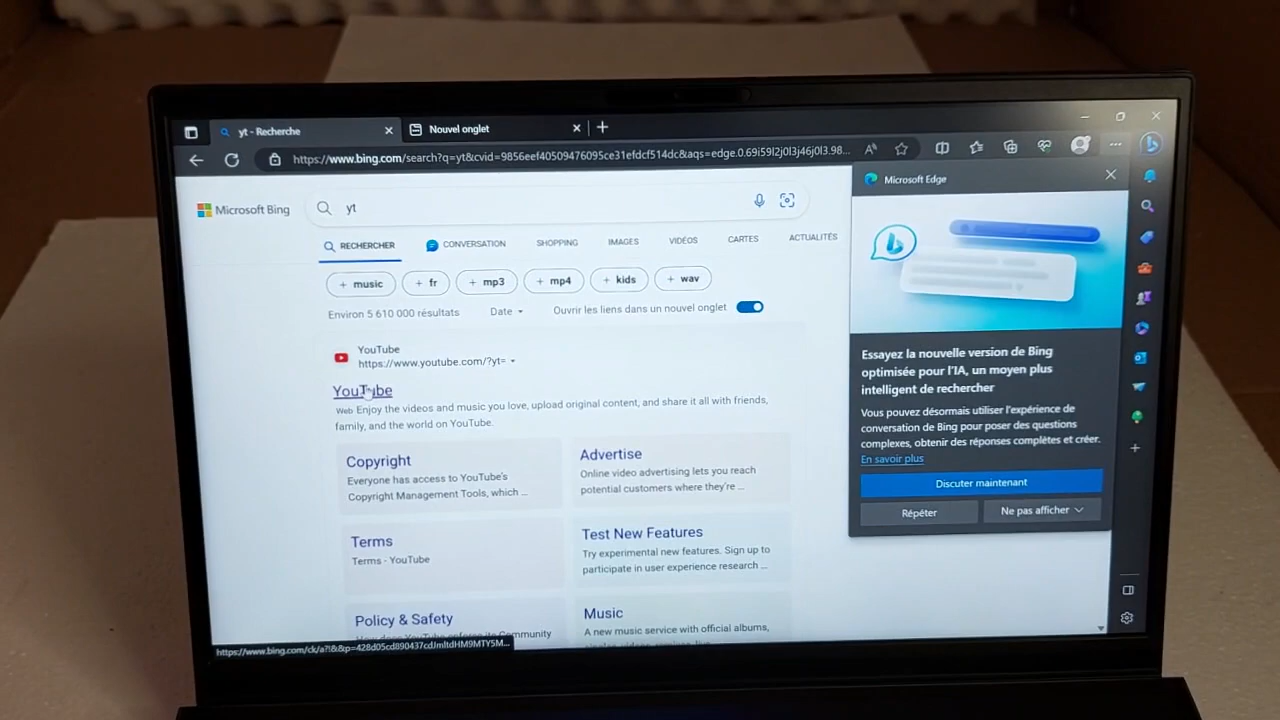 yt - Recherche
Nouvel onglet
https://www.bing.com/search?q=yt&cvid=9856eef40509476095ce31efdcf514dc&aqs=edge.0.69i59l2j0l3j46j0l3.98...
Microsoft Bing
yt
RECHERCHER
CONVERSATION
SHOPPING
IMAGES
VIDÉOS
CARTES
ACTUALITÉS
+ music
+ fr
+ mp3
+ mp4
+ kids
+ wav
Environ 5 610 000 résultats
Date
Ouvrir les liens dans un nouvel onglet
YouTube
https://www.youtube.com/?yt=
YouTube
Web Enjoy the videos and music you love, upload original content, and share it all with friends,
family, and the world on YouTube.
Copyright
Everyone has access to YouTube's
Copyright Management Tools, which ...
Advertise
Online video advertising lets you reach
potential customers where they're ...
Terms
Terms - YouTube
Test New Features
Try experimental new features. Sign up to
participate in user experience research ...
Policy & Safety
How does YouTube enforce its Community
Music
A new music service with official albums,
https://www.bing.com/ck/a?!&&p=428d05cd890437cdJmltdHM9MTY5M...
Microsoft Edge
Essayez la nouvelle version de Bing
optimisée pour l'IA, un moyen plus
intelligent de rechercher
Vous pouvez désormais utiliser l'expérience de
conversation de Bing pour poser des questions
complexes, obtenir des réponses complètes et créer.
En savoir plus
Discuter maintenant
Répéter
Ne pas afficher